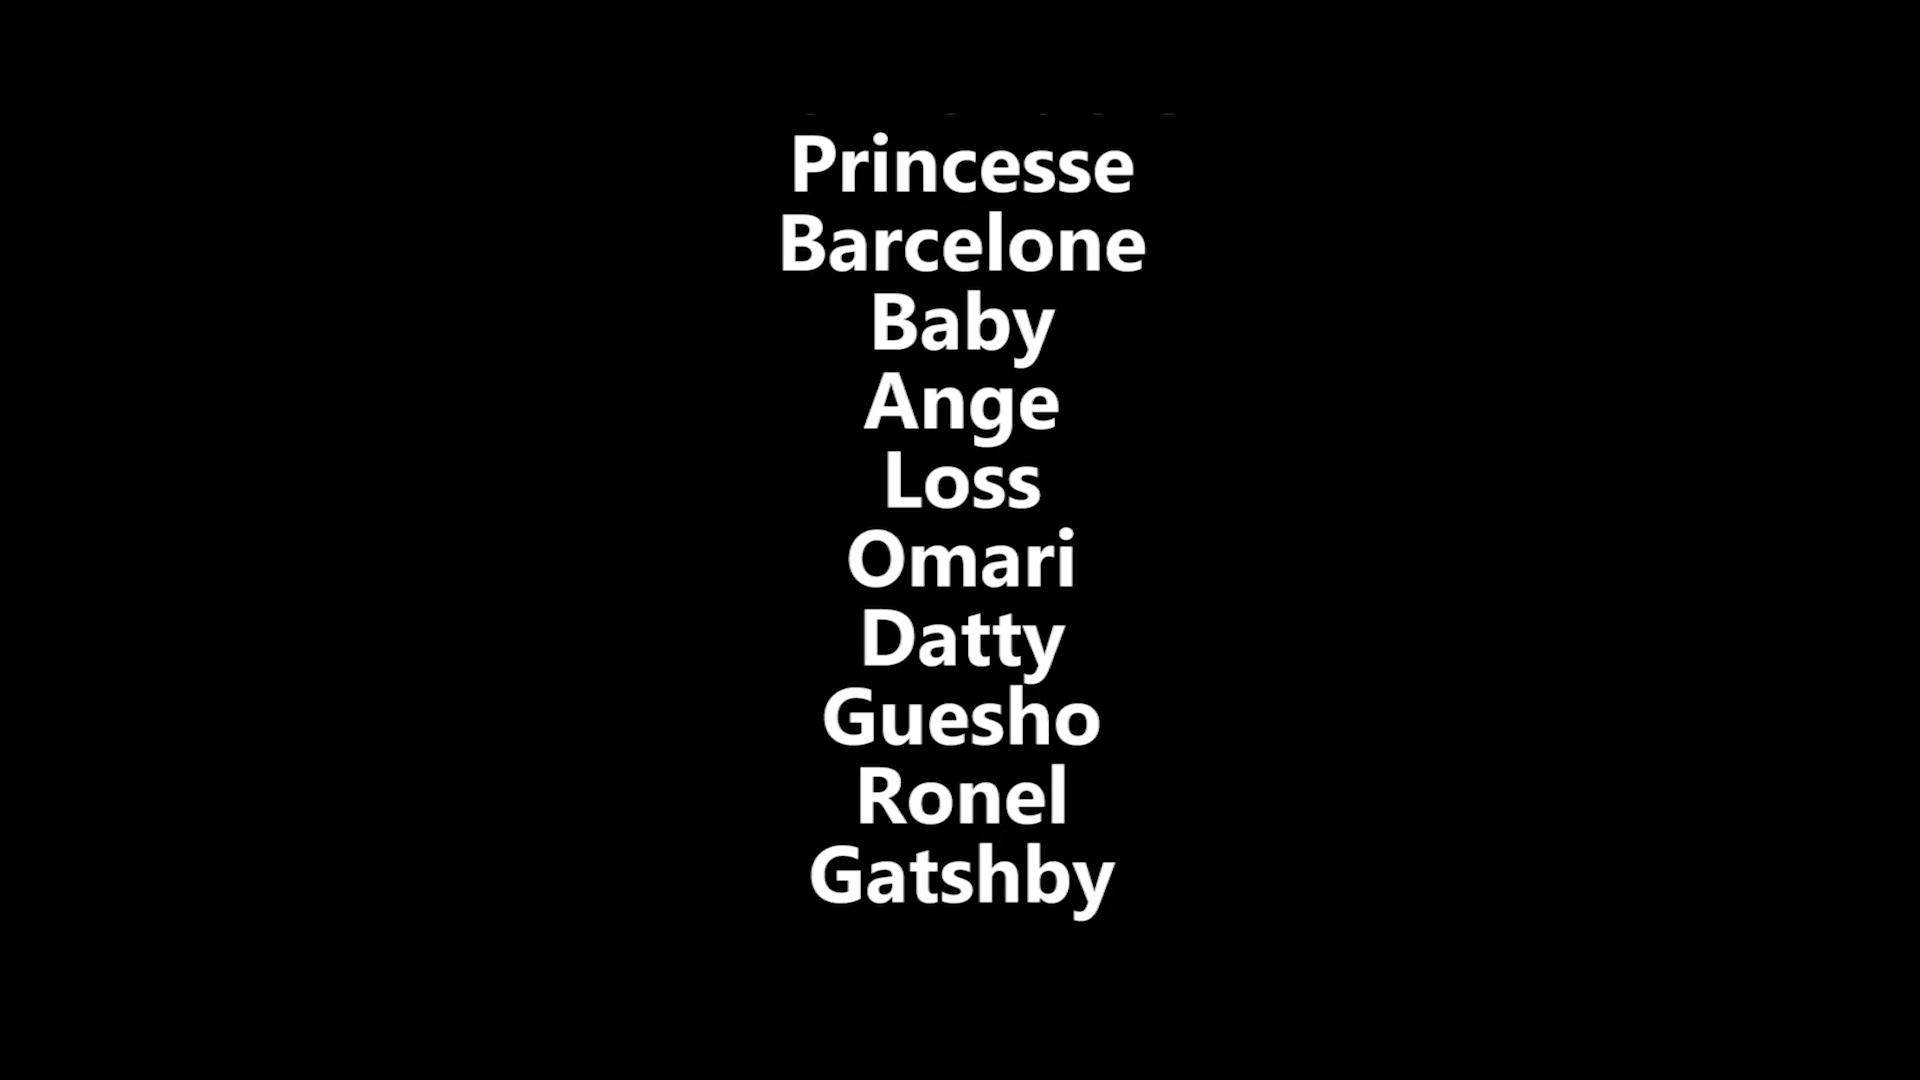 Princesse
Barcelone
Baby
Ange
Loss
Omari
Datty
Guesho
Ronel
Gatshby